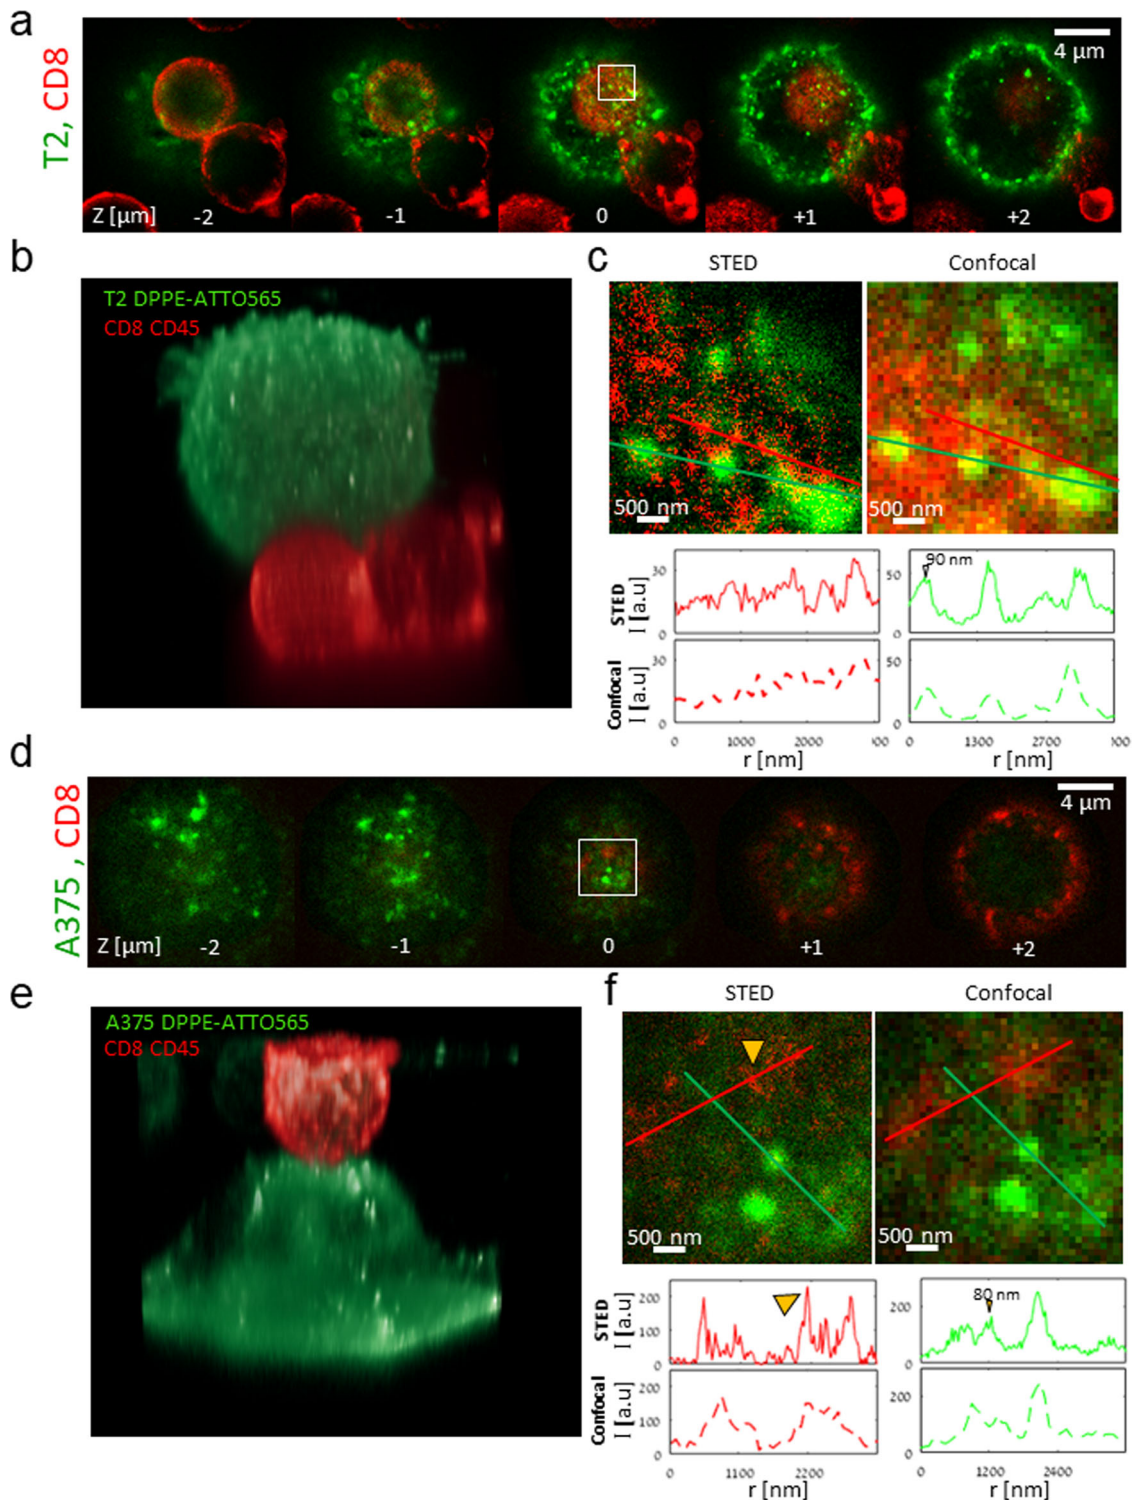 a
T2, CD8
4 µm
Z [µm] -2 -1 0 +1 +2
b
T2 DPPE-ATTO565
CD8 CD45
c
STED Confocal
500 nm 500 nm
STED
I [a.u]
30
0
90 nm
50
0
Confocal
I [a.u]
30
0
50
0
0 1000 2000 00
0 1300 2700 00
r [nm] r [nm]
d
A375 , CD8
4 µm
Z [µm] -2 -1 0 +1 +2
e
A375 DPPE-ATTO565
CD8 CD45
f
STED Confocal
500 nm 500 nm
STED
I [a.u]
200
100
0
80 nm
200
0
Confocal
I [a.u]
200
100
0
200
0
0 1100 2200
0 1200 2400
r [nm] r [nm]